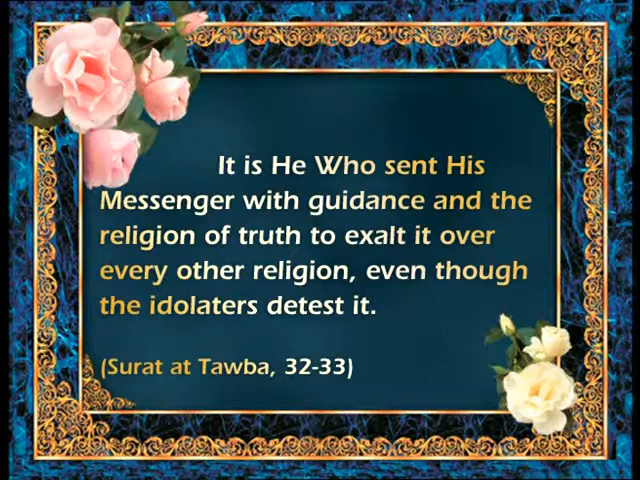 It is He Who sent His
Messenger with guidance and the
religion of truth to exalt it over
every other religion, even though
the idolaters detest it.
(Surat at Tawba, 32-33)